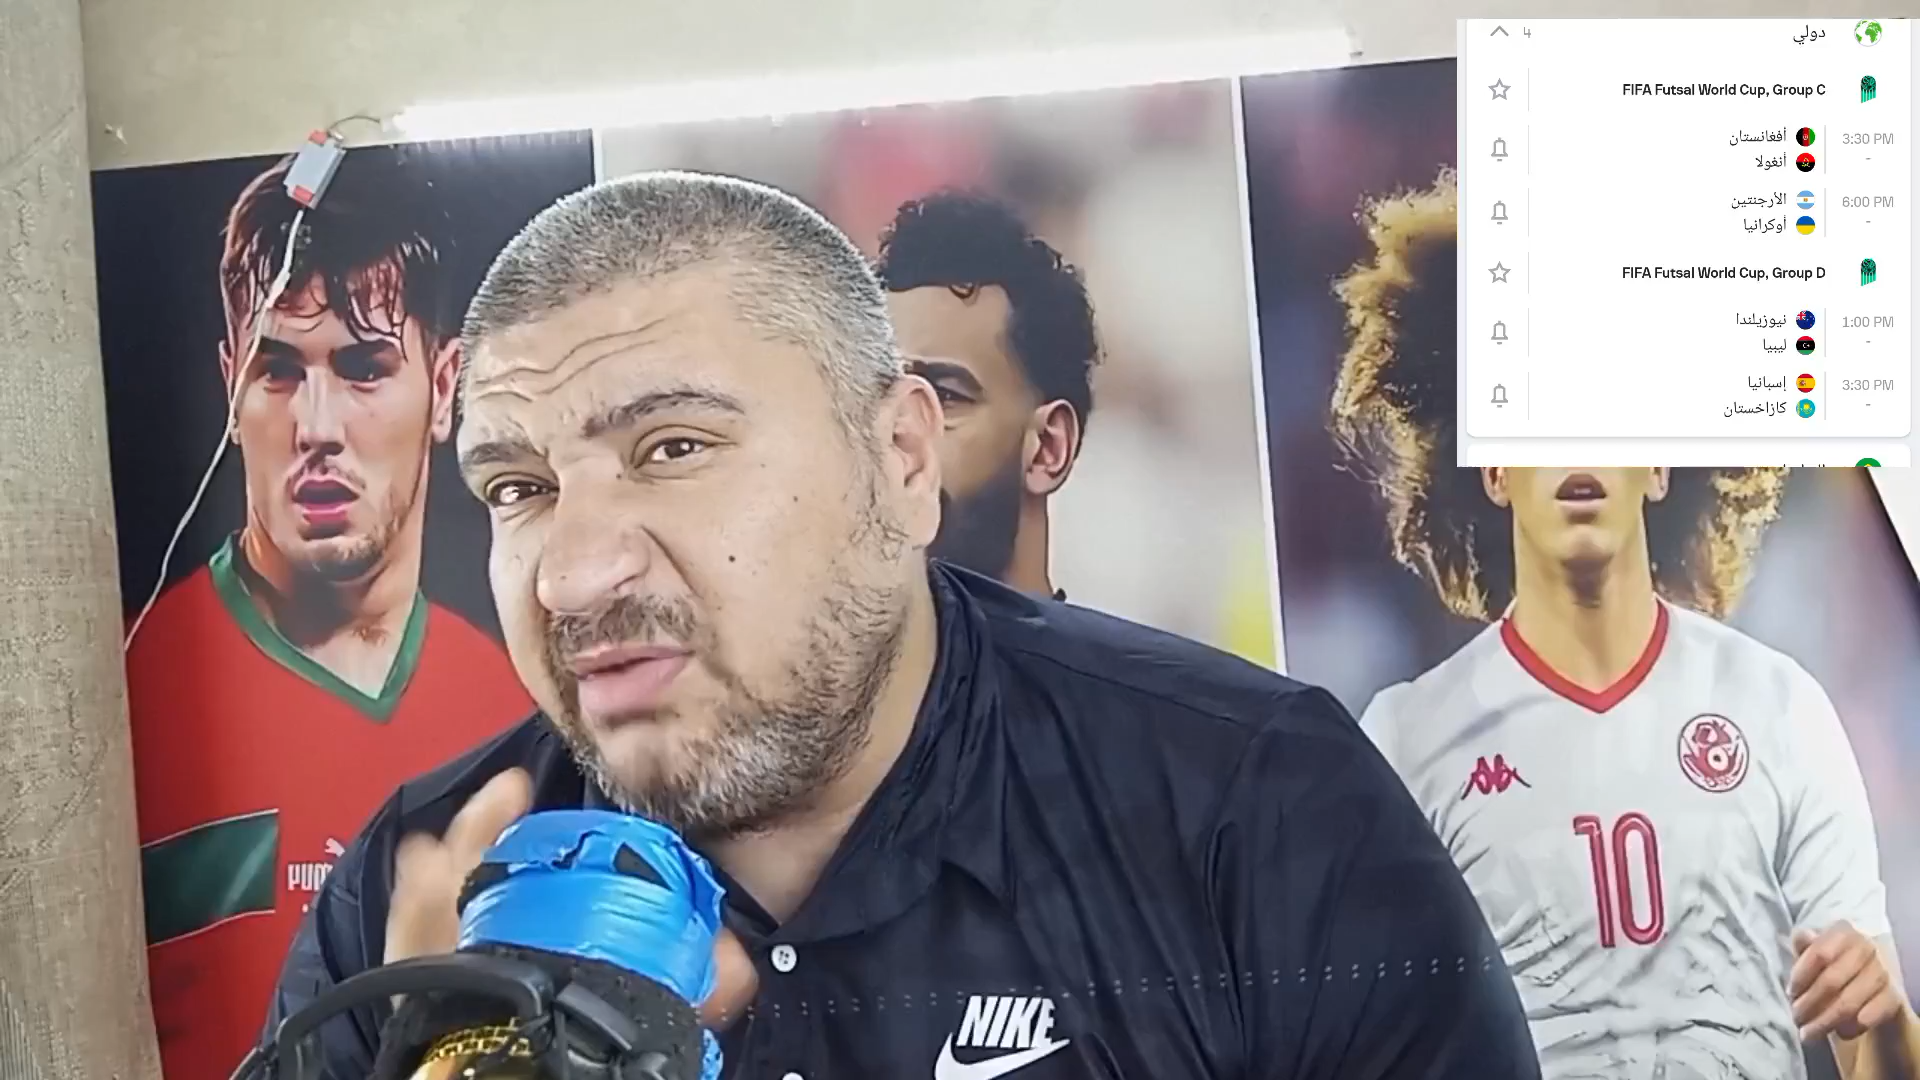 دولي
4
FIFA Futsal World Cup, Group C
أفغانستان
3:30 PM
أنغولا
-
الأرجنتين
6:00 PM
أوكرانيا
-
FIFA Futsal World Cup, Group D
نيوزيلندا
1:00 PM
ليبيا
-
إسبانيا
3:30 PM
كازاخستان
-
10
NIKE